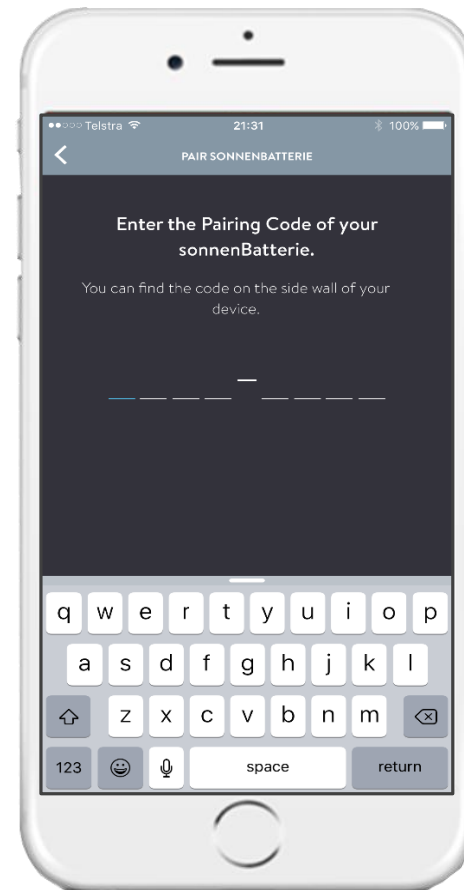 Telstra 21:31 100%
PAIR SONNENBATTERIE
Enter the Pairing Code of your
sonnenBatterie.
You can find the code on the side wall of your
device.
q w e r t y u i o p
a s d f g h j k l
z x c v b n m
123 space return